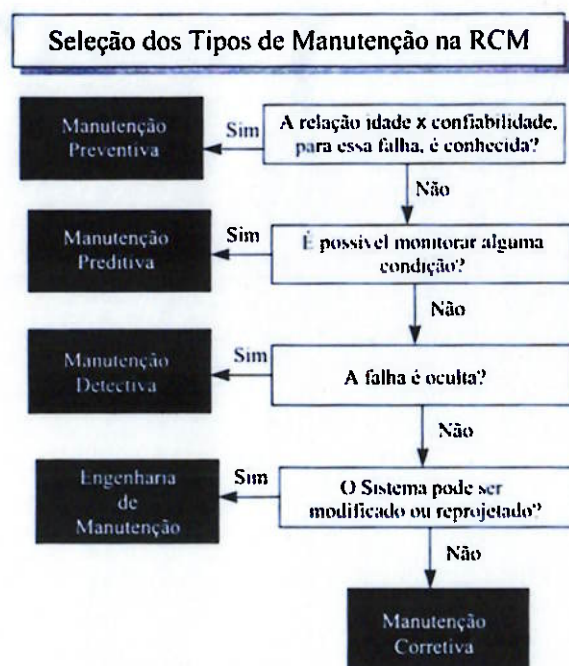 Seleção dos Tipos de Manutenção na RCM
Manutenção
Preventiva
Sim
A relação idade x confiabilidade,
para essa falha, é conhecida?
Não
Manutenção
Preditiva
Sim
É possível monitorar alguma
condição?
Não
Manutenção
Detectiva
Sim
A falha é oculta?
Não
Engenharia
de
Manutenção
Sim
O Sistema pode ser
modificado ou reprojetado?
Não
Manutenção
Corretiva